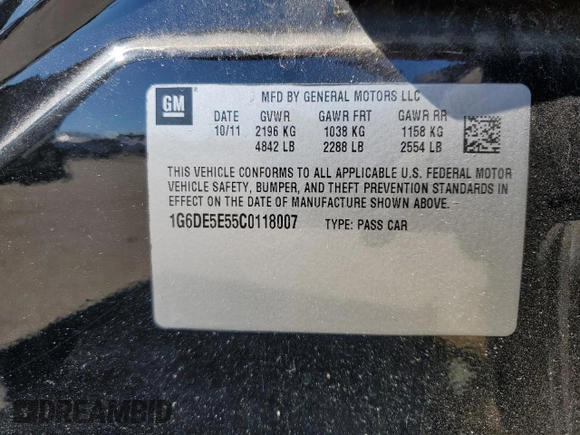 GM
MFD BY GENERAL MOTORS LLC
DATE GVWR GAWR FRT GAWR RR
10/11 2196 KG 1038 KG 1158 KG
4842 LB 2288 LB 2554 LB
THIS VEHICLE CONFORMS TO ALL APPLICABLE U.S. FEDERAL MOTOR
VEHICLE SAFETY, BUMPER, AND THEFT PREVENTION STANDARDS IN
EFFECT ON THE DATE OF MANUFACTURE SHOWN ABOVE.
1G6DE5E55C0118007 TYPE: PASS CAR
DREAMBID